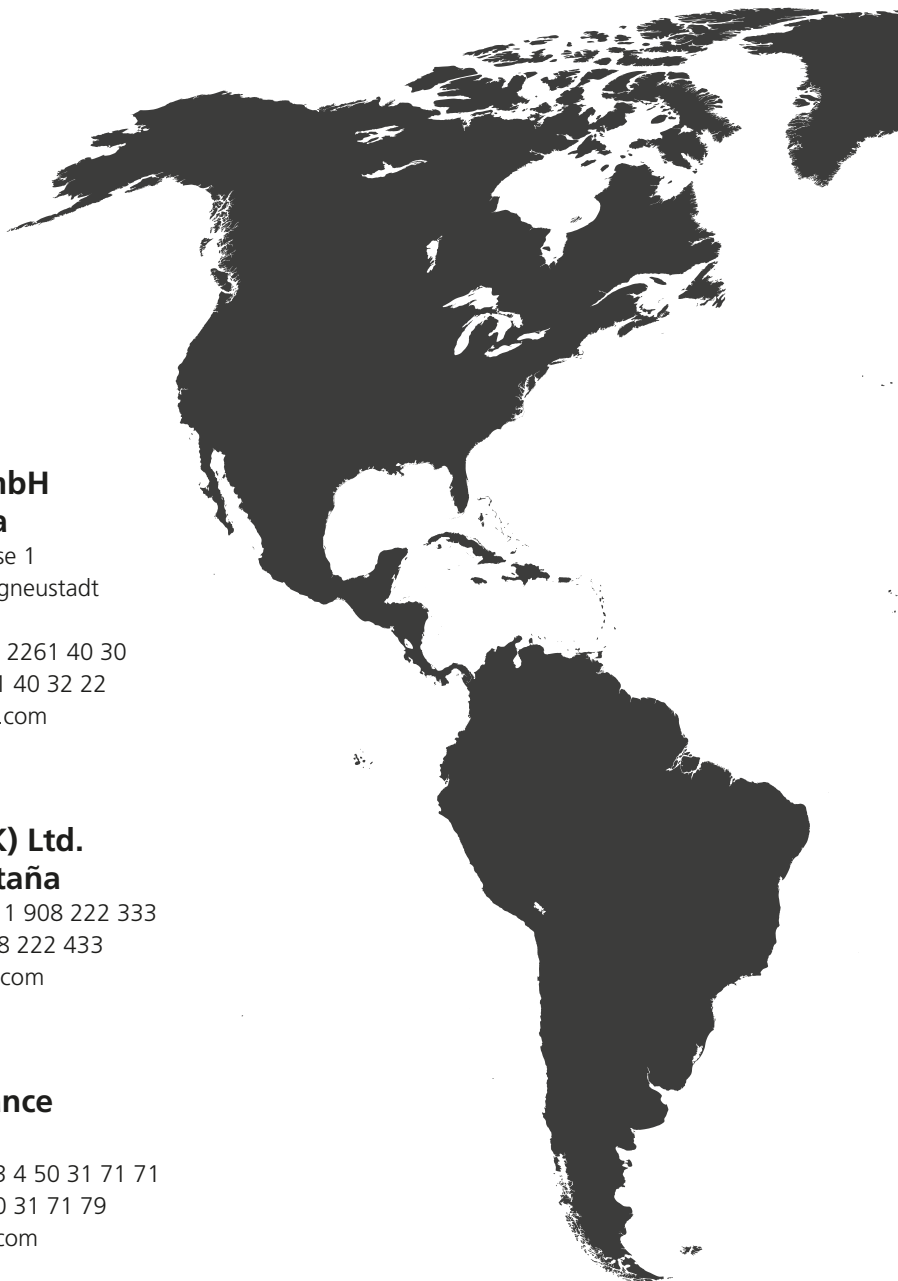 nbH
a
se 1
gneustadt
2261 40 30
1 40 32 22
.com
K) Ltd.
taña
1 908 222 333
8 222 433
.com
ance
3 4 50 31 71 71
0 31 71 79
.com